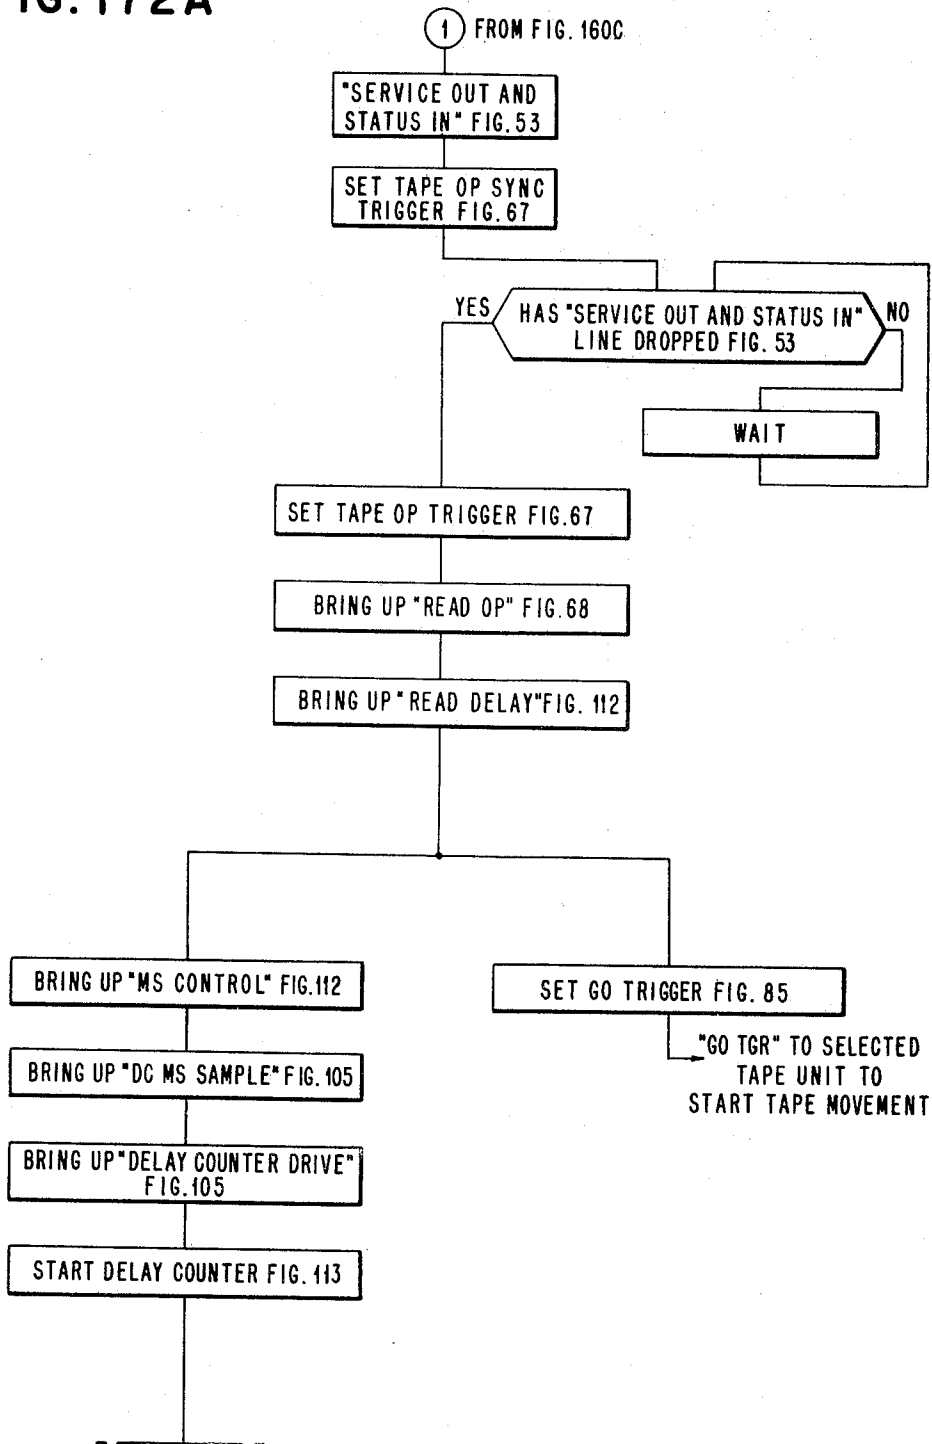 IG. 172A
1 FROM FIG. 160C
"SERVICE OUT AND
STATUS IN" FIG. 53
SET TAPE OP SYNC
TRIGGER FIG. 67
YES
HAS "SERVICE OUT AND STATUS IN"
LINE DROPPED FIG. 53
NO
WAIT
SET TAPE OP TRIGGER FIG. 67
BRING UP "READ OP" FIG. 68
BRING UP "READ DELAY" FIG. 112
BRING UP "MS CONTROL" FIG. 112
SET GO TRIGGER FIG. 85
"GO TGR" TO SELECTED
TAPE UNIT TO
START TAPE MOVEMENT
BRING UP "DC MS SAMPLE" FIG. 105
BRING UP "DELAY COUNTER DRIVE"
FIG. 105
START DELAY COUNTER FIG. 113